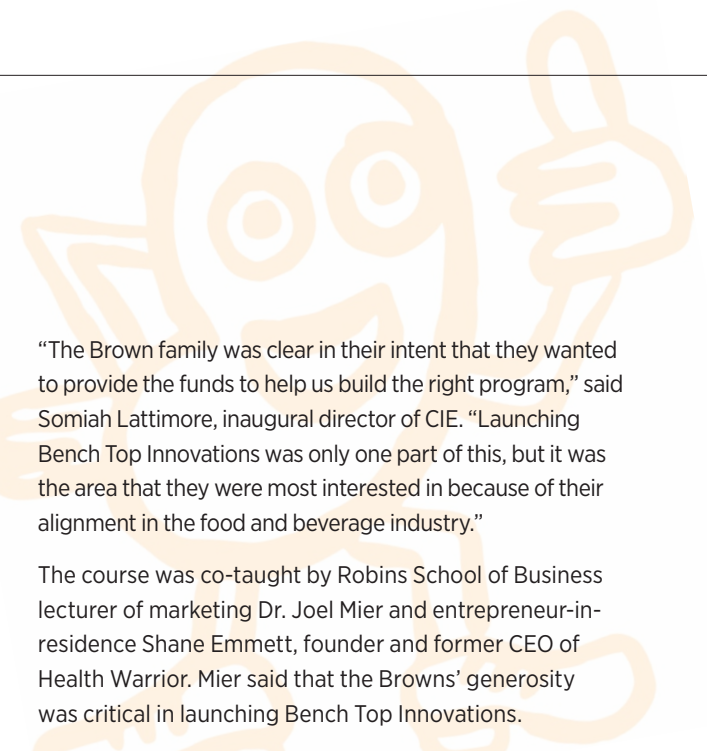 “The Brown family was clear in their intent that they wanted
to provide the funds to help us build the right program,” said
Somiah Lattimore, inaugural director of CIE. “Launching
Bench Top Innovations was only one part of this, but it was
the area that they were most interested in because of their
alignment in the food and beverage industry.”
The course was co-taught by Robins School of Business
lecturer of marketing Dr. Joel Mier and entrepreneur-in-
residence Shane Emmett, founder and former CEO of
Health Warrior. Mier said that the Browns’ generosity
was critical in launching Bench Top Innovations.